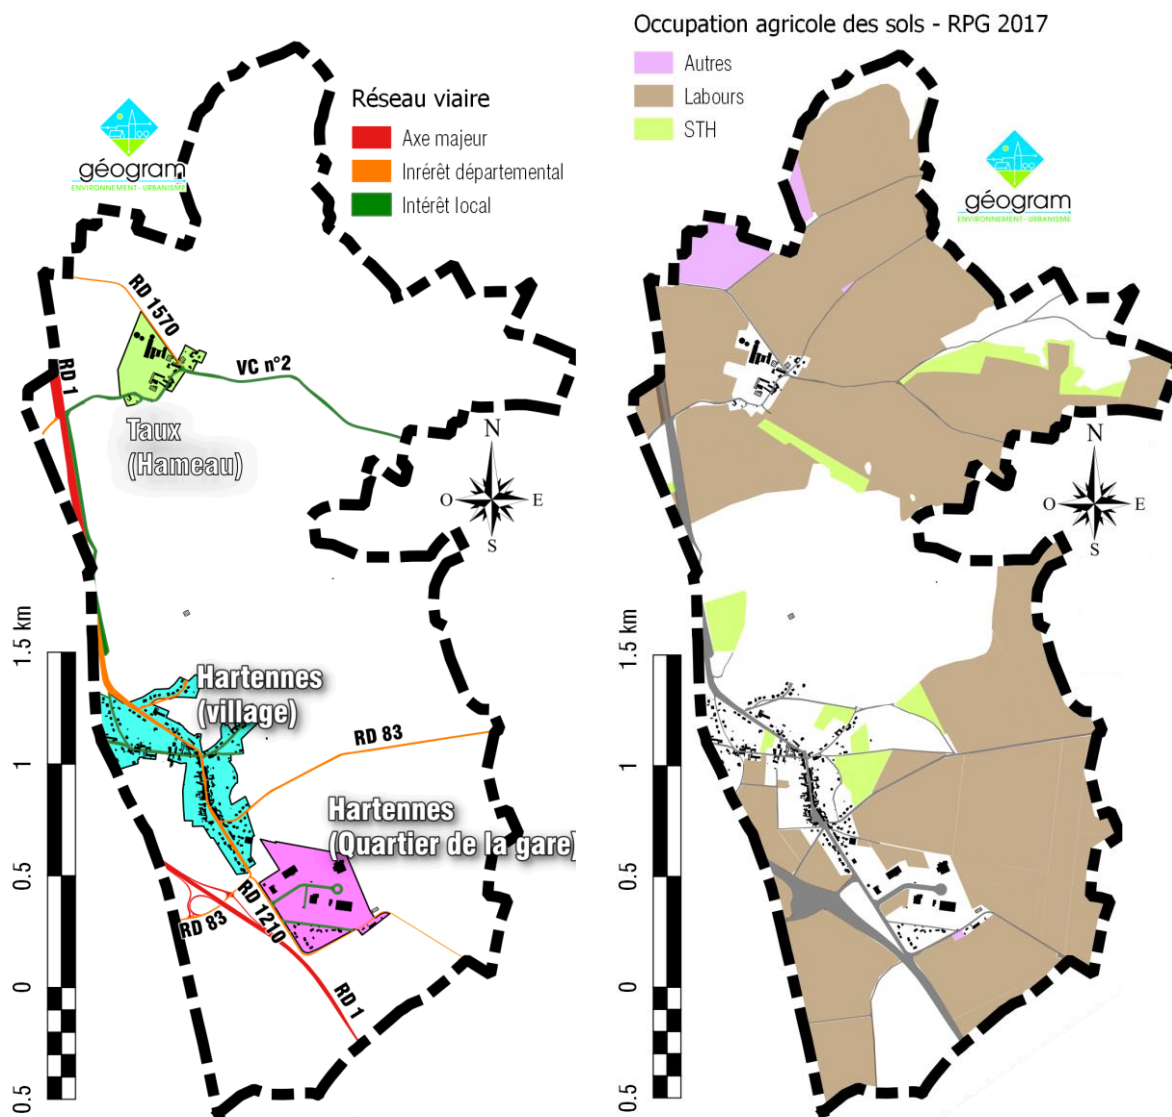 Réseau viaire
Axe majeur
Inrérêt départemental
Intérêt local
géogram
ENVIRONNEMENT - URBANISME
RD 1570
VC n°2
RD 1
Taux
(Hameau)
N
O
E
S
1.5 km
1
0.5
0
0.5
Hartennes
(village)
RD 83
Hartennes
(Quartier de la gare)
RD 83
RD 1210
RD 1
Occupation agricole des sols - RPG 2017
Autres
Labours
STH
géogram
ENVIRONNEMENT - URBANISME
N
O
E
S
1.5 km
1
0.5
0
0.5